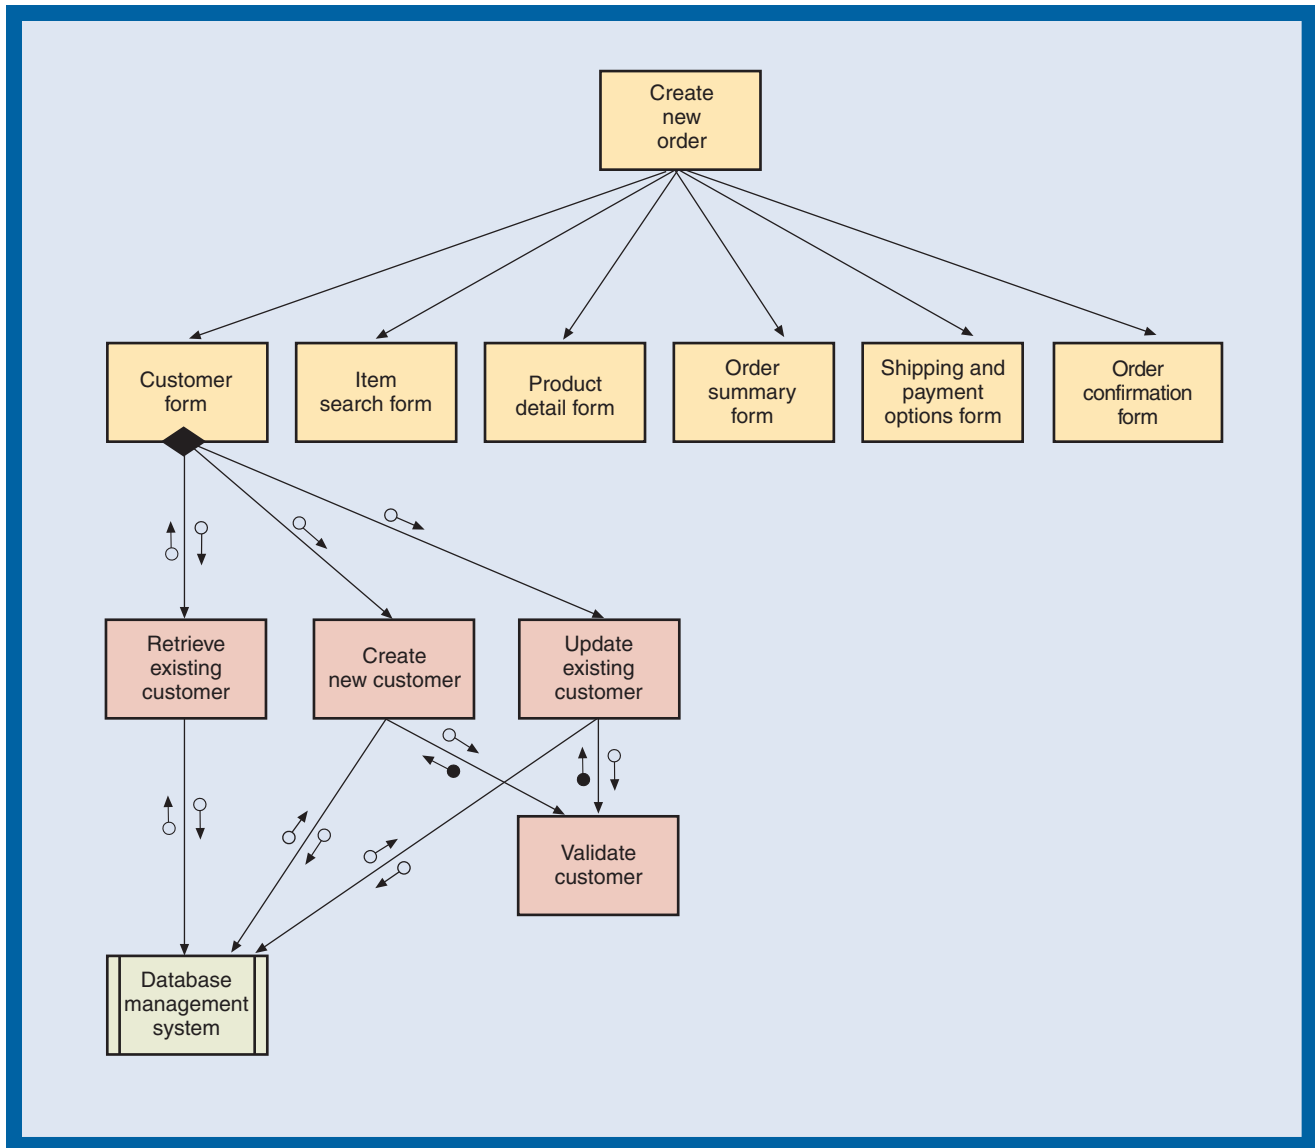 Create
new
order
Customer
form
Item
search form
Product
detail form
Order
summary
form
Shipping and
payment
options form
Order
confirmation
form
Retrieve
existing
customer
Create
new customer
Update
existing
customer
Validate
customer
Database
management
system